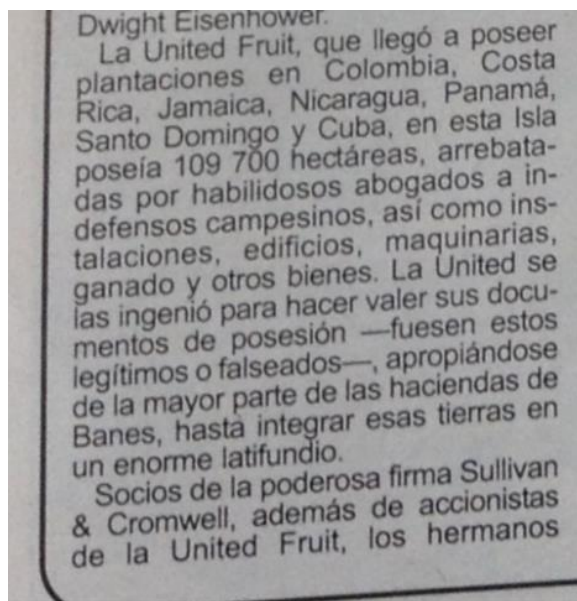 Dwight Eisenhower.
La United Fruit, que llegó a poseer
plantaciones en Colombia, Costa
Rica, Jamaica, Nicaragua, Panamá,
Santo Domingo y Cuba, en esta Isla
poseía 109 700 hectáreas, arrebata-
das por habilidosos abogados a in-
defensos campesinos, así como ins-
talaciones, edificios, maquinarias,
ganado y otros bienes. La United se
las ingenió para hacer valer sus docu-
mentos de posesión —fuesen estos
legítimos o falseados—, apropiándose
de la mayor parte de las haciendas de
Banes, hasta integrar esas tierras en
un enorme latifundio.
Socios de la poderosa firma Sullivan
& Cromwell, además de accionistas
de la United Fruit, los hermanos